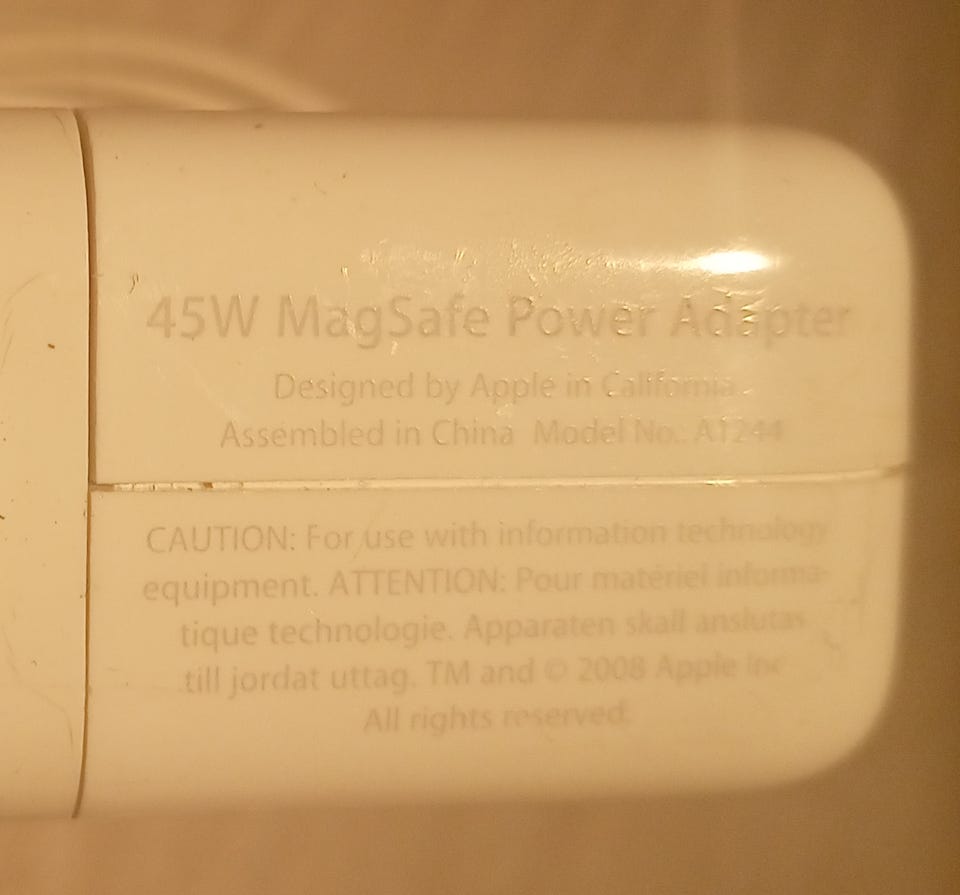 45W MagSafe Power Adapter
Designed by Apple in California
Assembled in China Model No.: A1244
CAUTION: For use with information technology
equipment. ATTENTION: Pour matériel informa-
tique technologie. Apparaten skall anslutas
till jordat uttag. TM and © 2008 Apple Inc
All rights reserved.